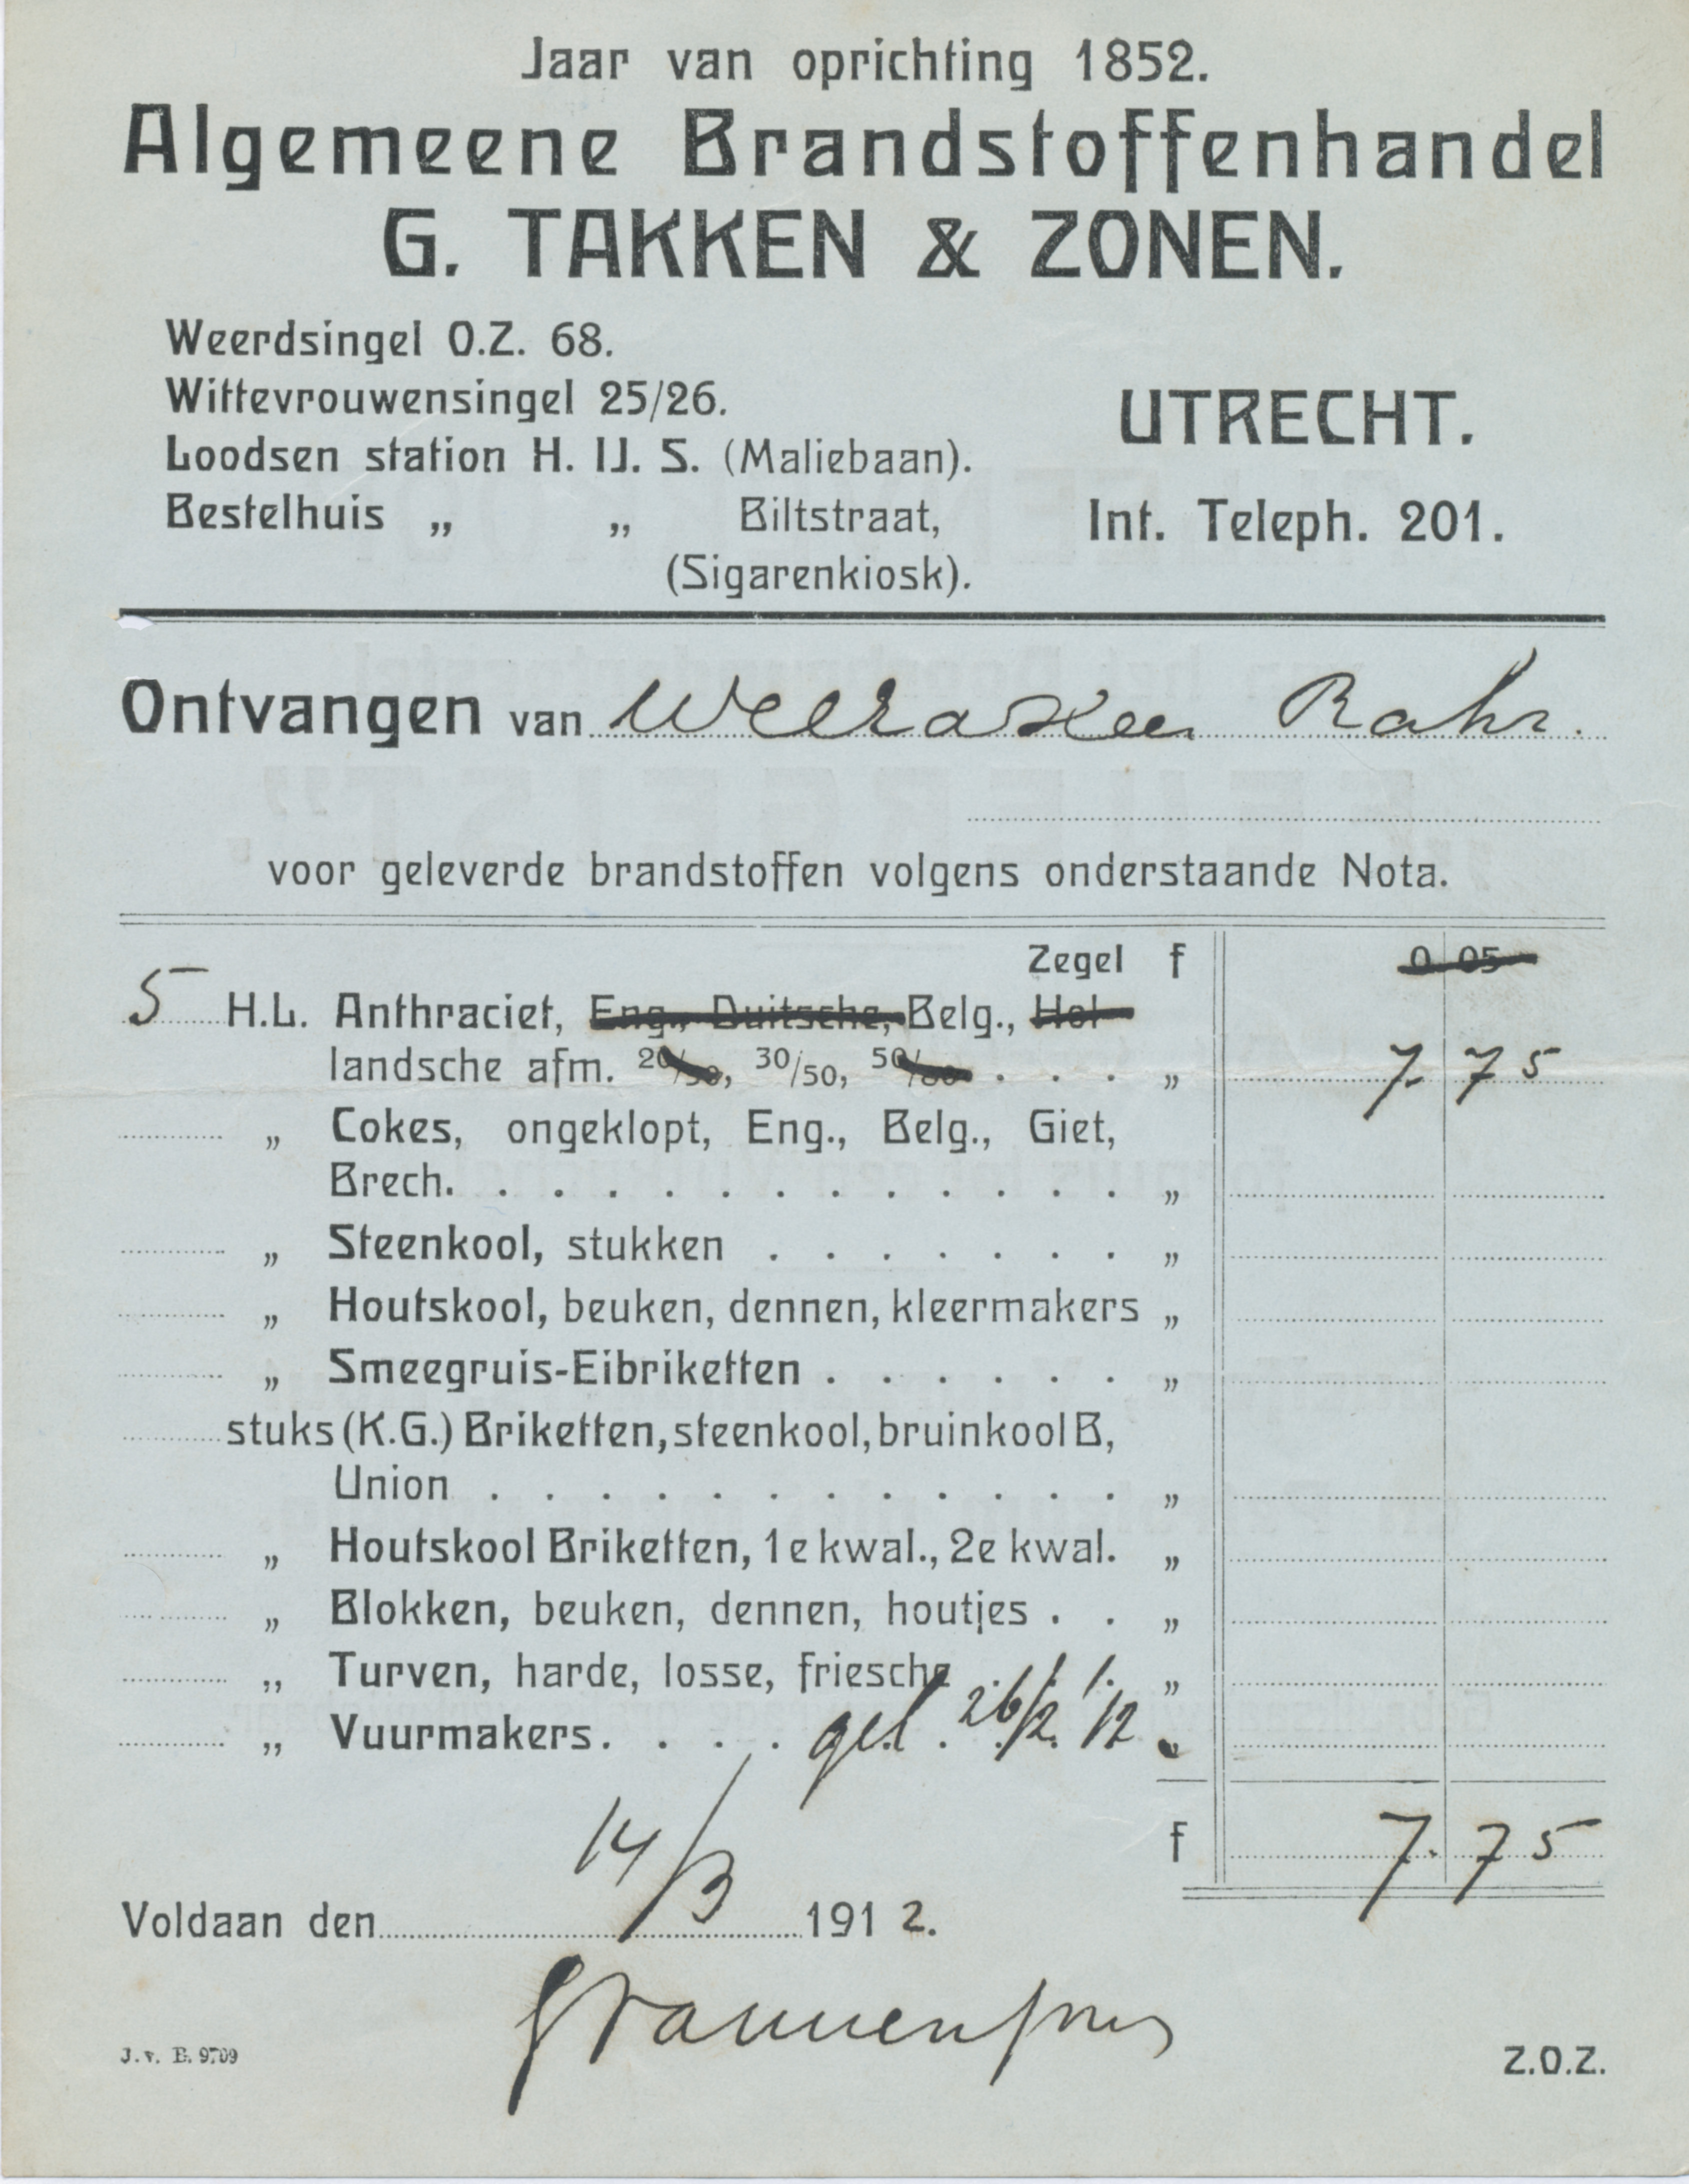 Jaar van oprichting 1852.
Algemeene Brandstoffenhandel
G. TAKKEN & ZONEN.
Weerdsingel O.Z. 68.
Wittevrouwensingel 25/26.
Loodsen station H. IJ. S. (Maliebaan).
Bestelhuis „ „ Biltstraat,
(Sigarenkiosk).
UTRECHT.
Int. Teleph. 201.
Ontvangen van Rahr.
voor geleverde brandstoffen volgens onderstaande Nota.
Zegel f 0 05
5 H.L. Anthraciet, Eng., Duitsche, Belg., Hol-
landsche afm. 20/30, 30/50, 50/80 . . . „ 7. 75
„ Cokes, ongeklopt, Eng., Belg., Giet,
Brech. . . . . . . . . . . . . „
„ Steenkool, stukken . . . . . . . „
„ Houtskool, beuken, dennen, kleermakers „
„ Smeegruis-Eibriketten . . . . . . „
stuks (K.G.) Briketten, steenkool, bruinkool B,
Union . . . . . . . . . . . . „
„ Houtskool Briketten, 1e kwal., 2e kwal. „
„ Blokken, beuken, dennen, houtjes . . „
„ Turven, harde, losse, friesche . . . „
„ Vuurmakers. . . . gel. 26/2 '12 „
f 7. 75
Voldaan den 14/3 1912.
J. v. B. 9709
Z.O.Z.